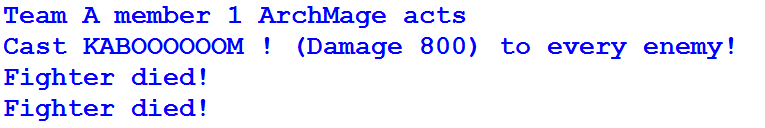 Team A member 1 ArchMage acts
Cast KABOOOOOOM ! (Damage 800) to every enemy!
Fighter died!
Fighter died!